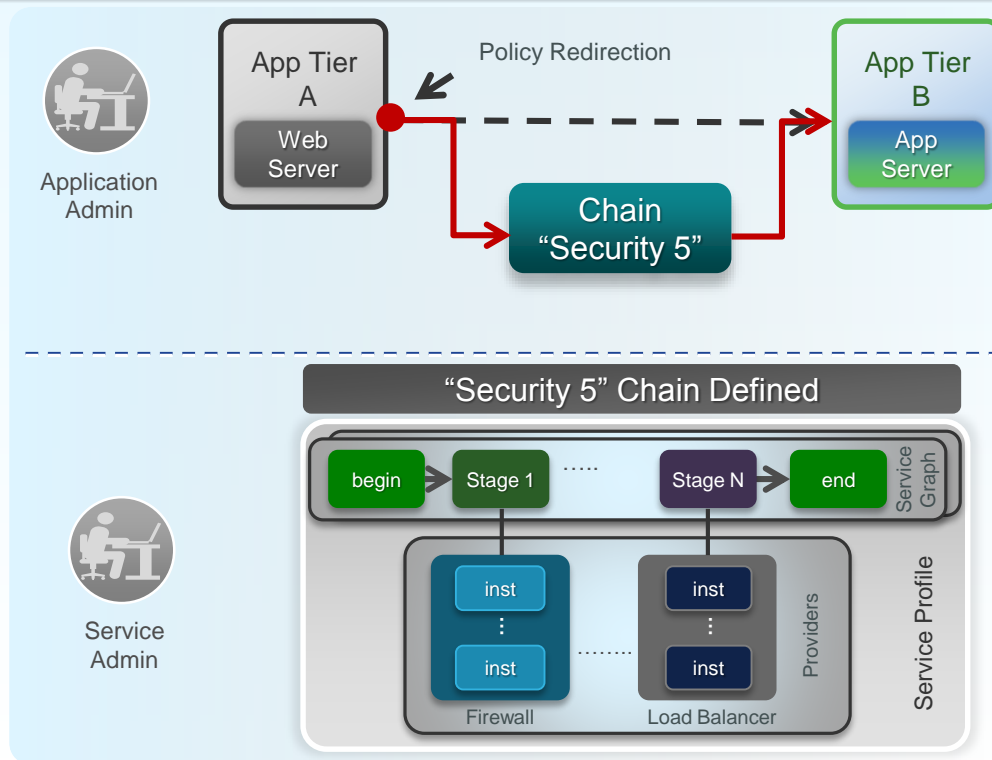 Application
Admin
App Tier
A
Web
Server
Policy Redirection
App Tier
B
App
Server
Chain
“Security 5”
“Security 5” Chain Defined
begin
Stage 1
.....
Stage N
end
Service
Graph
Service
Admin
inst
inst
Firewall
........
inst
inst
Load Balancer
Providers
Service Profile